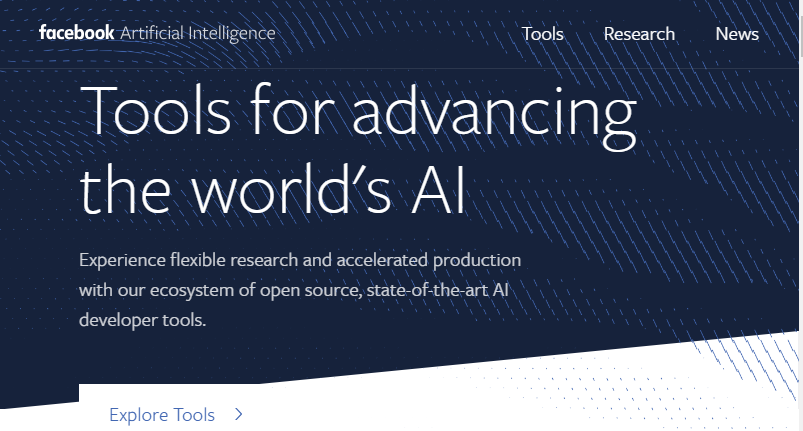 facebook Artificial Intelligence
Tools Research News
Tools for advancing
the world's AI
Experience flexible research and accelerated production
with our ecosystem of open source, state-of-the-art AI
developer tools.
Explore Tools >